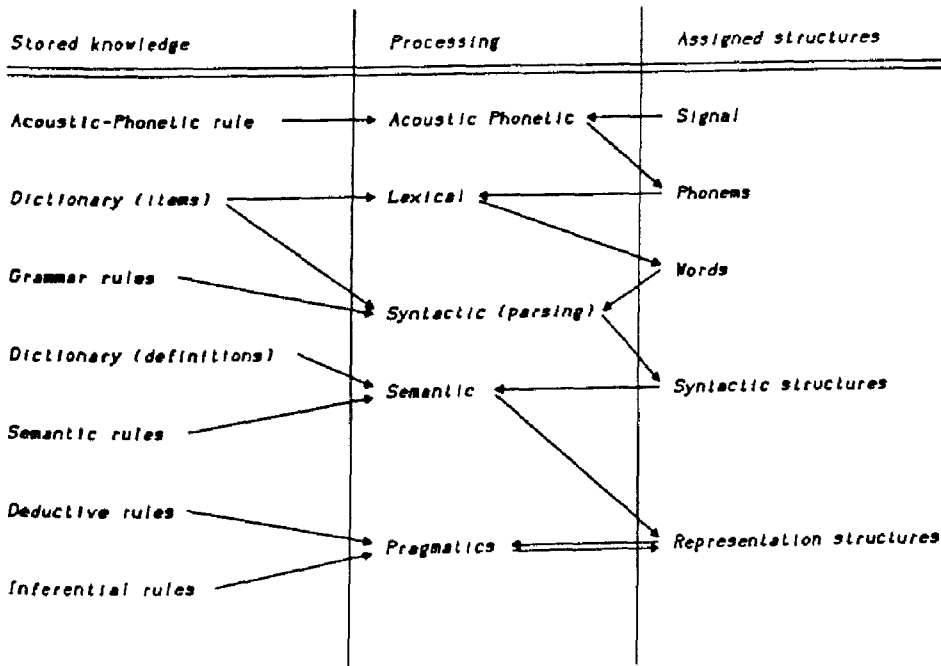 Stored knowledge Processing Assigned structures
Acoustic-Phonetic rule Acoustic Phonetic Signal
Dictionary (items) Lexical Phonems
Words
Grammar rules
Syntactic (parsing)
Dictionary (definitions)
Semantic Syntactic structures
Semantic rules
Deductive rules
Pragmatics Representation structures
Inferential rules